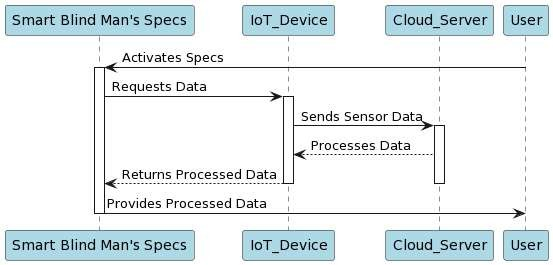 Smart Blind Man's Specs IoT_Device Cloud_Server User
Activates Specs
Requests Data
Sends Sensor Data
Processes Data
Returns Processed Data
Provides Processed Data
Smart Blind Man's Specs IoT_Device Cloud_Server User